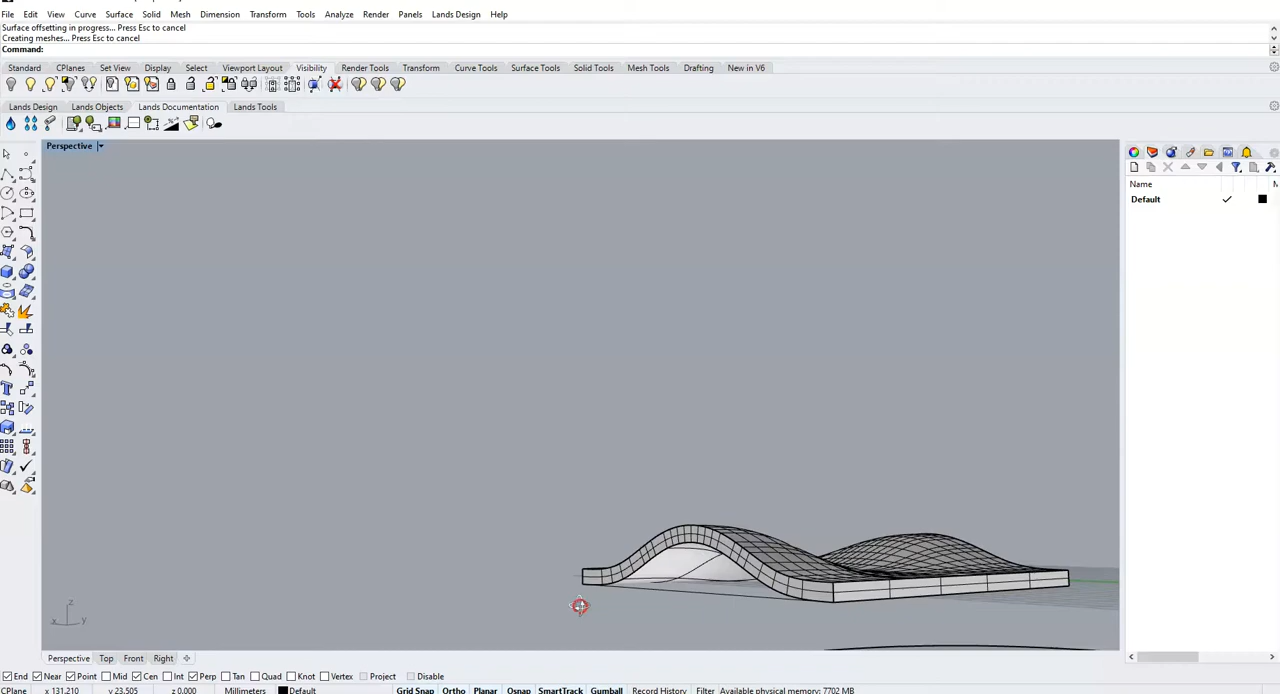 File Edit View Curve Surface Solid Mesh Dimension Transform Tools Analyze Render Panels Lands Design Help
Surface offsetting in progress... Press Esc to cancel
Creating meshes... Press Esc to cancel
Command:
Standard CPlanes Set View Display Select Viewport Layout Visibility Render Tools Transform Curve Tools Surface Tools Solid Tools Mesh Tools Drafting New in V6
Lands Design Lands Objects Lands Documentation Lands Tools
Perspective
Name M
Default
z
x y
Perspective Top Front Right
End Near Point Mid Cen Int Perp Tan Quad Knot Vertex Project Disable
CPlane x 131.210 y 23.505 z 0.000 Millimeters Default Grid Snap Ortho Planar Osnap SmartTrack Gumball Record History Filter Available physical memory: 7702 MB